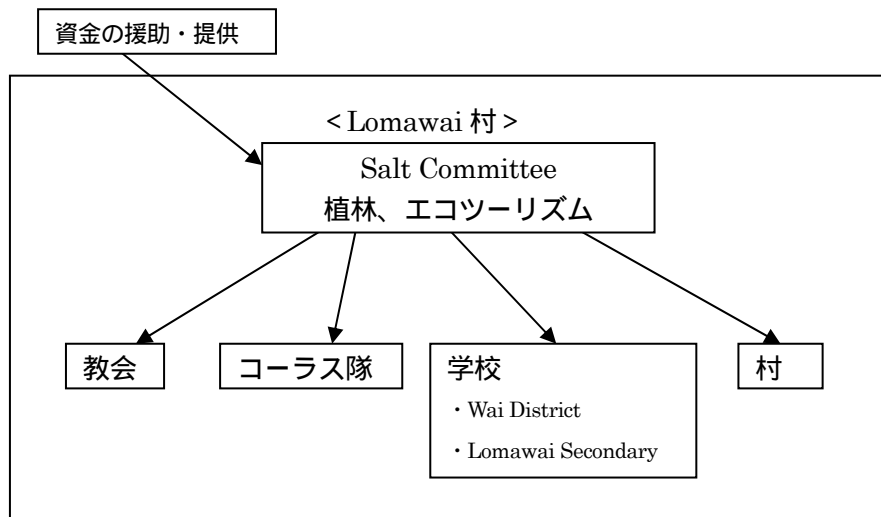 資金の援助・提供
＜Lomawai 村＞
Salt Committee
植林、エコツーリズム
教会
コーラス隊
学校
・Wai District
・Lomawai Secondary
村